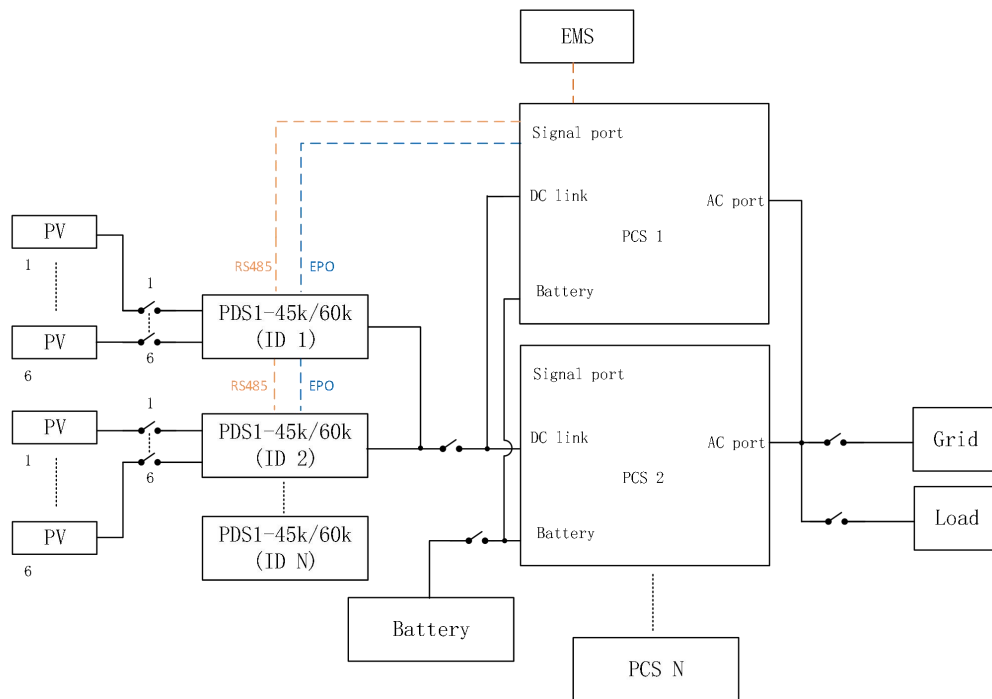 EMS
Signal port
DC link
AC port
PCS 1
Battery
PV
1
PV
6
1
6
RS485
EPO
PDS1-45k/60k
(ID 1)
RS485
EPO
PV
1
PV
6
1
6
PDS1-45k/60k
(ID 2)
PDS1-45k/60k
(ID N)
Signal port
DC link
AC port
PCS 2
Battery
Grid
Load
Battery
PCS N